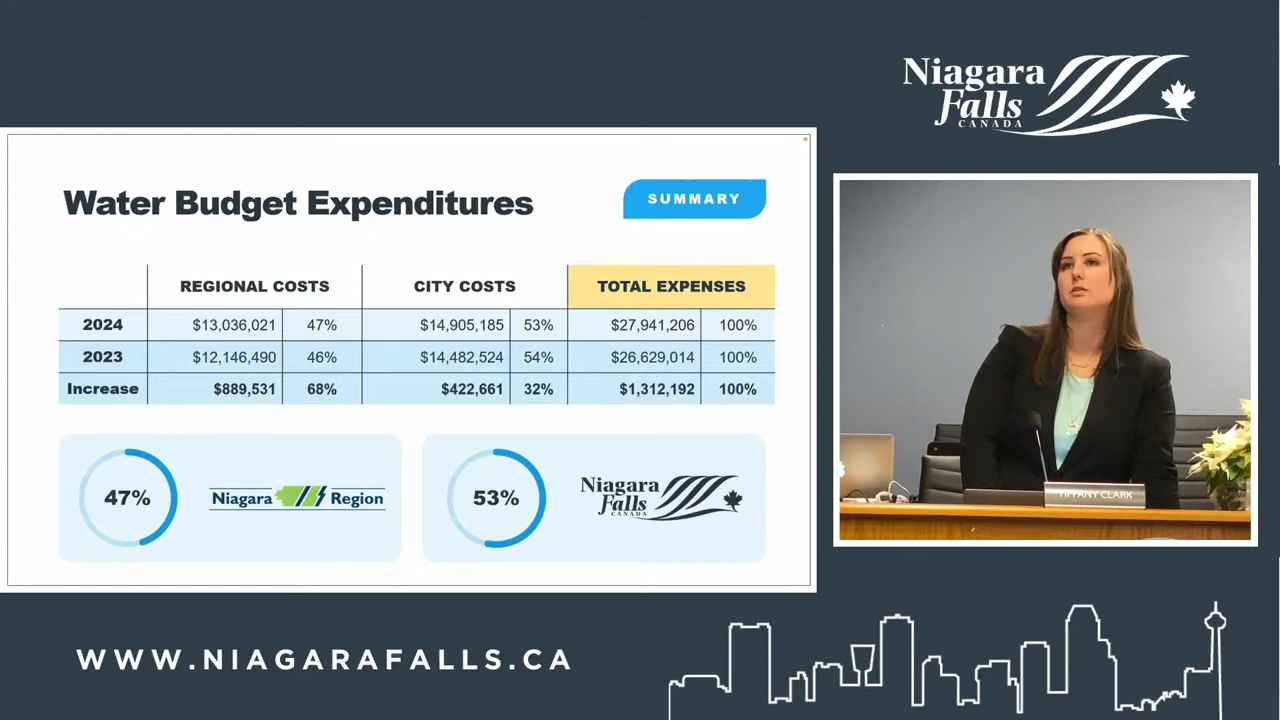 Niagara
Falls
CANADA
Water Budget Expenditures
SUMMARY
REGIONAL COSTS CITY COSTS TOTAL EXPENSES
2024 $13,036,021 47% $14,905,185 53% $27,941,206 100%
2023 $12,146,490 46% $14,482,524 54% $26,629,014 100%
Increase $889,531 68% $422,661 32% $1,312,192 100%
47% Niagara Region
53% Niagara
Falls
CANADA
TIFFANY CLARK
WWW.NIAGARAFALLS.CA